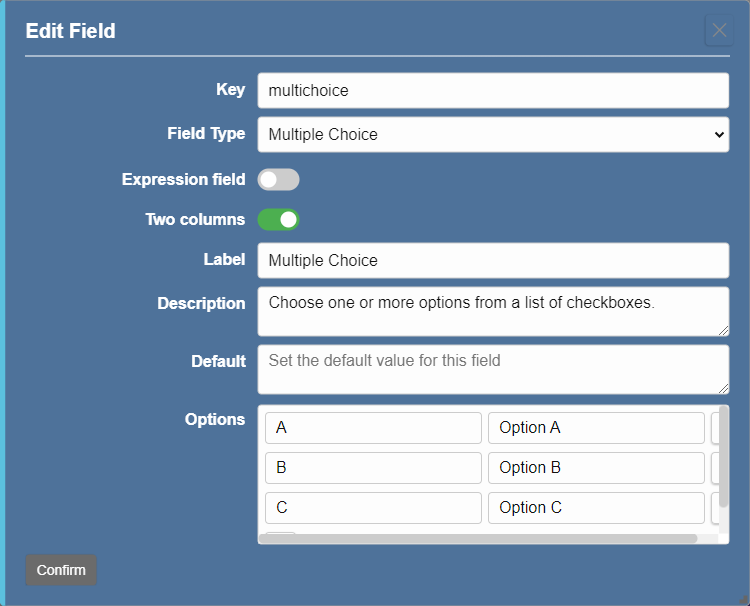 Edit Field
Key multichoice
Field Type Multiple Choice
Expression field
Two columns
Label Multiple Choice
Description Choose one or more options from a list of checkboxes.
Default Set the default value for this field
Options A Option A
B Option B
C Option C
Confirm